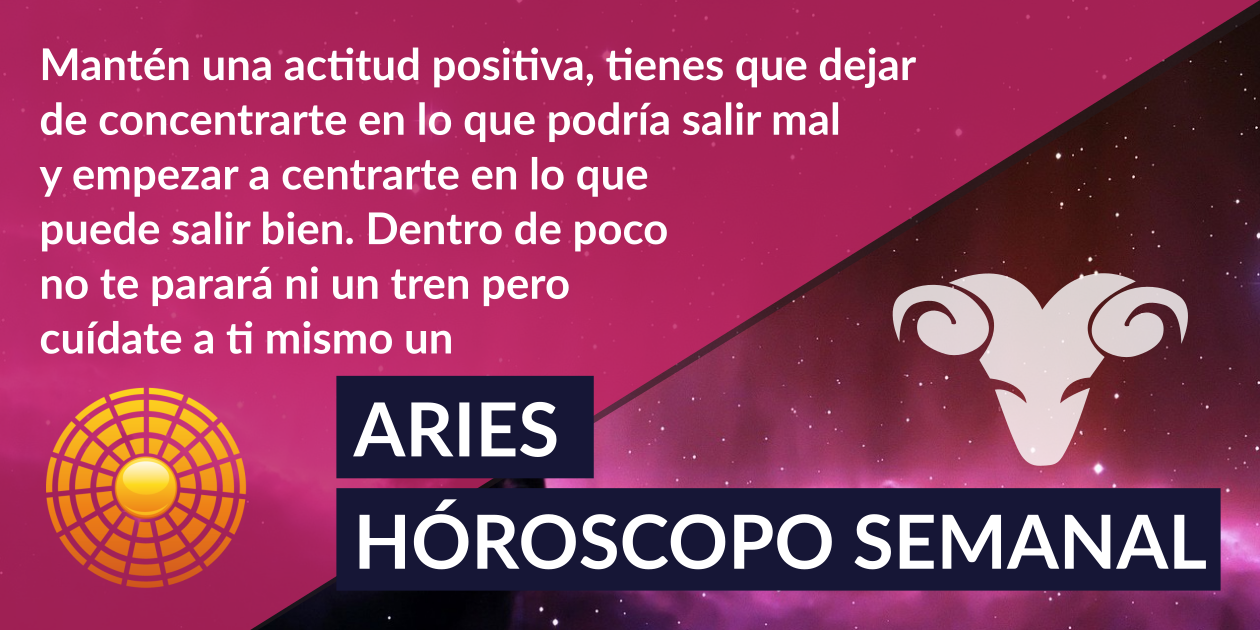 Mantén una actitud positiva, tienes que dejar
de concentrarte en lo que podría salir mal
y empezar a centrarte en lo que
puede salir bien. Dentro de poco
no te parará ni un tren pero
cuídate a ti mismo un
ARIES
HÓROSCOPO SEMANAL